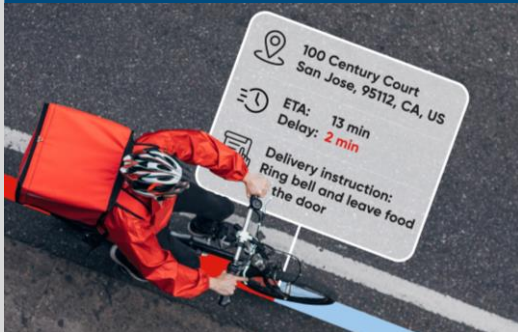 100 Century Court
San Jose, 95112, CA, US
ETA: 13 min
Delay: 2 min
Delivery instruction:
Ring bell and leave food
the door